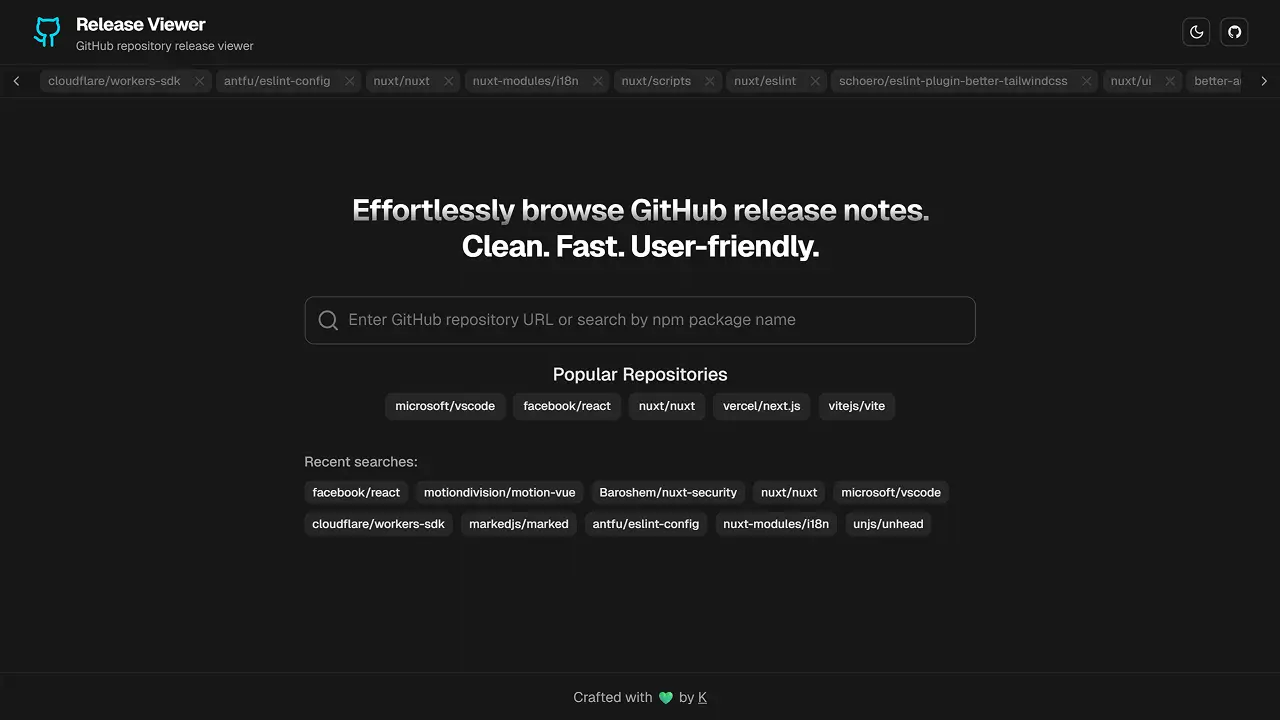 Release Viewer
GitHub repository release viewer
cloudflare/workers-sdk antfu/eslint-config nuxt/nuxt nuxt-modules/i18n nuxt/scripts nuxt/eslint schoero/eslint-plugin-better-tailwindcss nuxt/ui
Effortlessly browse GitHub release notes.
Clean. Fast. User-friendly.
Enter GitHub repository URL or search by npm package name
Popular Repositories
microsoft/vscode facebook/react nuxt/nuxt vercel/next.js vitejs/vite
Recent searches:
facebook/react motiondivision/motion-vue Baroshem/nuxt-security nuxt/nuxt microsoft/vscode
cloudflare/workers-sdk markedjs/marked antfu/eslint-config nuxt-modules/i18n unjs/unhead
Crafted with 💚 by K